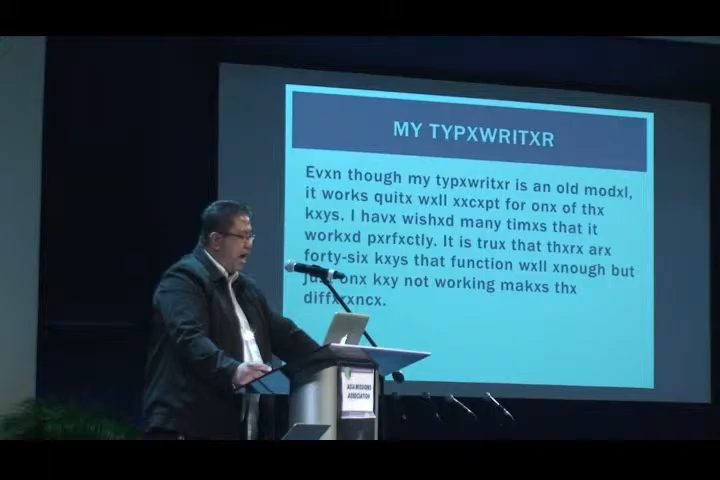 MY TYPXWRITXR
Evxn though my typxwritxr is an old modxl,
it works quitx wxll xxcxpt for onx of thx
kxys. I havx wishxd many timxs that it
workxd pxrfxctly. It is trux that thxrx arx
forty-six kxys that function wxll xnough but
just onx kxy not working makxs thx
diffxrxncx.
ASIA MISSIONS
ASSOCIATION